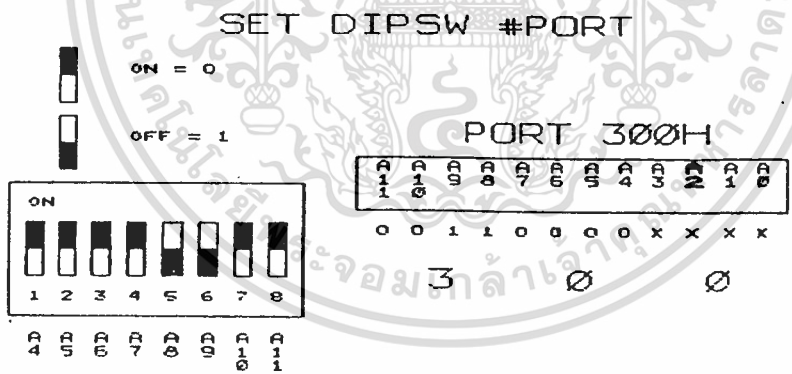 SET DIPSW #PORT
ON = 0
OFF = 1
PORT 300H
A11 A10 A9 A8 A7 A6 A5 A4 A3 A2 A1 A0
0 0 1 1 0 0 0 0 x x x x
3 0 0
ON
1 2 3 4 5 6 7 8
A4 A5 A6 A7 A8 A9 A10 A11